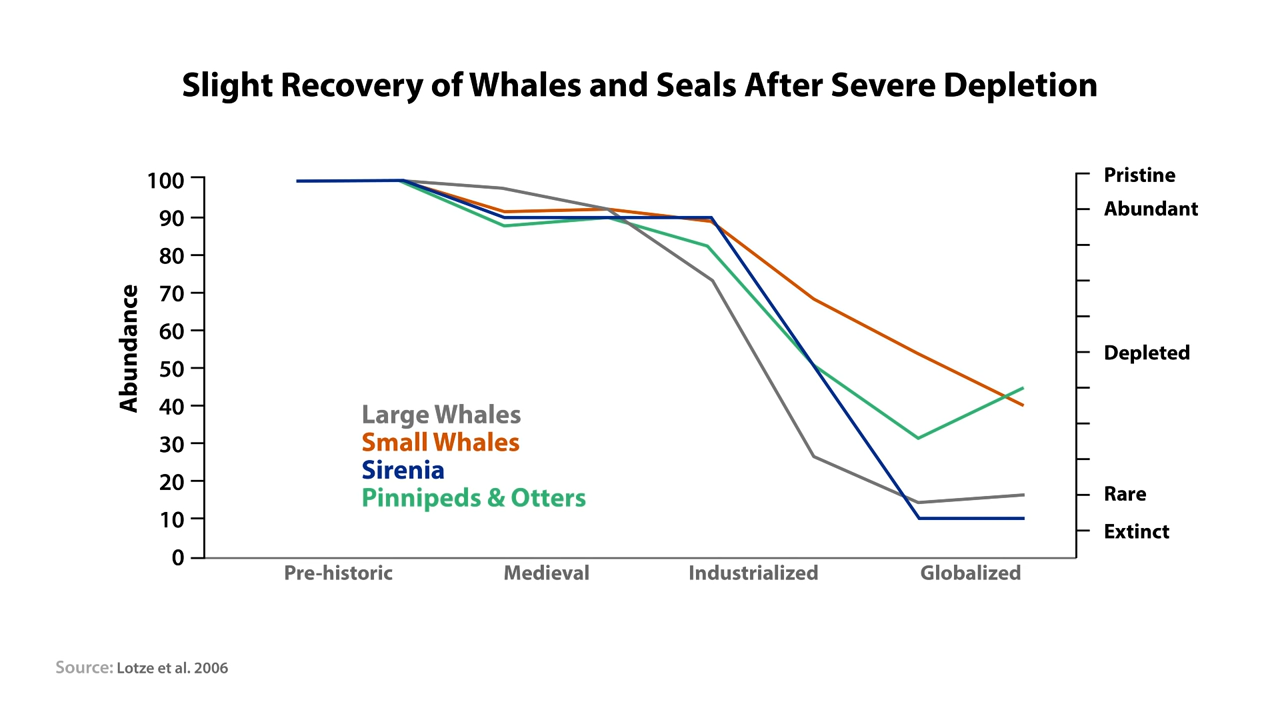 Slight Recovery of Whales and Seals After Severe Depletion
Abundance
100
90
80
70
60
50
40
30
20
10
0
Large Whales
Small Whales
Sirenia
Pinnipeds & Otters
Pristine
Abundant
Depleted
Rare
Extinct
Pre-historic
Medieval
Industrialized
Globalized
Source: Lotze et al. 2006